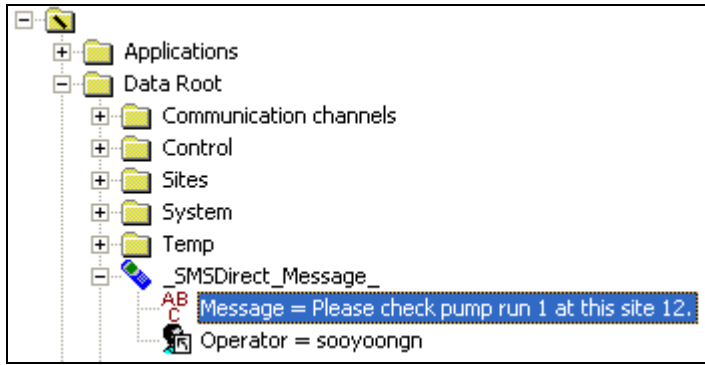 Applications
Data Root
Communication channels
Control
Sites
System
Temp
_SMSDirect_Message_
AB
C
Message = Please check pump run 1 at this site 12.
Operator = sooyoongn